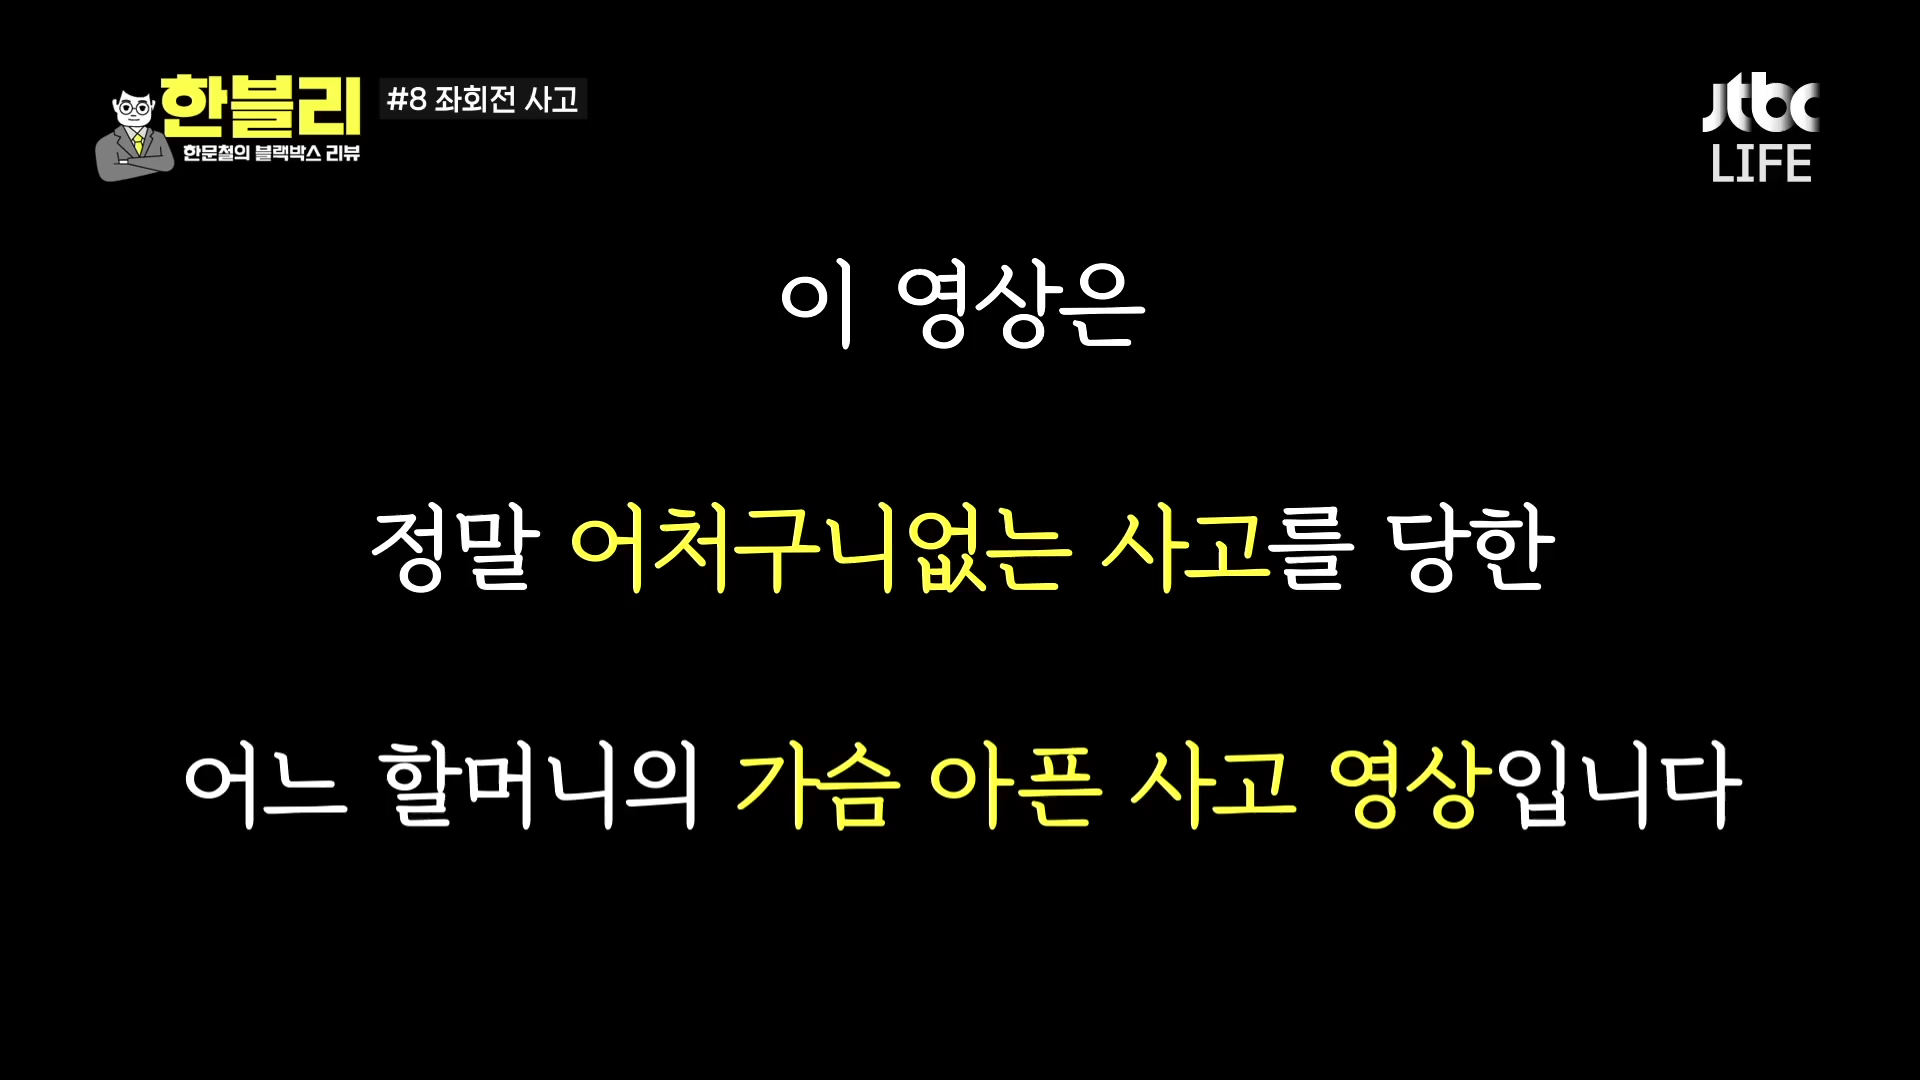 한블리
한문철의 블랙박스 리뷰
#8 좌회전 사고
jtbc
LIFE
이 영상은
정말 어처구니없는 사고를 당한
어느 할머니의 가슴 아픈 사고 영상입니다